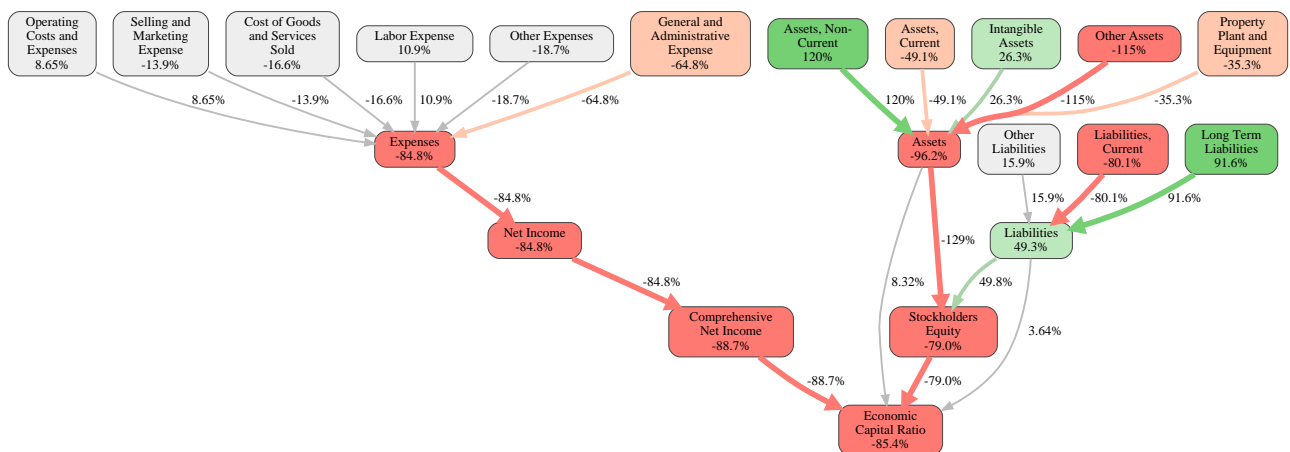 Operating
Costs and
Expenses
8.65%
Selling and
Marketing
Expense
-13.9%
Cost of Goods
and Services
Sold
-16.6%
Labor Expense
10.9%
Other Expenses
-18.7%
General and
Administrative
Expense
-64.8%
Assets, Non-
Current
120%
Assets,
Current
-49.1%
Intangible
Assets
26.3%
Other Assets
-115%
Property
Plant and
Equipment
-35.3%
8.65%
-13.9%
-16.6%
10.9%
-18.7%
-64.8%
120%
-49.1%
26.3%
-115%
-35.3%
Expenses
-84.8%
Assets
-96.2%
Other
Liabilities
15.9%
Liabilities,
Current
-80.1%
Long Term
Liabilities
91.6%
-84.8%
15.9%
-80.1%
91.6%
Net Income
-84.8%
-129%
Liabilities
49.3%
-84.8%
8.32%
49.8%
Comprehensive
Net Income
-88.7%
Stockholders
Equity
-79.0%
3.64%
-88.7%
-79.0%
Economic
Capital Ratio
-85.4%